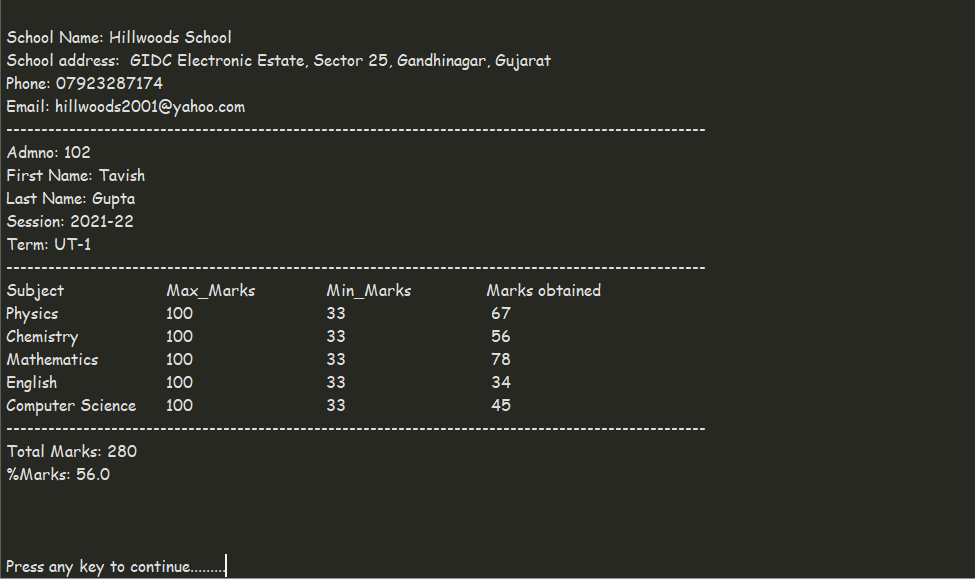 School Name: Hillwoods School
School address:  GIDC Electronic Estate, Sector 25, Gandhinagar, Gujarat
Phone: 07923287174
Email: hillwoods2001@yahoo.com
----------------------------------------------------------------------------------------------------
Admno: 102
First Name: Tavish
Last Name: Gupta
Session: 2021-22
Term: UT-1
----------------------------------------------------------------------------------------------------
Subject Max_Marks Min_Marks Marks obtained
Physics 100 33 67
Chemistry 100 33 56
Mathematics 100 33 78
English 100 33 34
Computer Science 100 33 45
----------------------------------------------------------------------------------------------------
Total Marks: 280
%Marks: 56.0
Press any key to continue.........